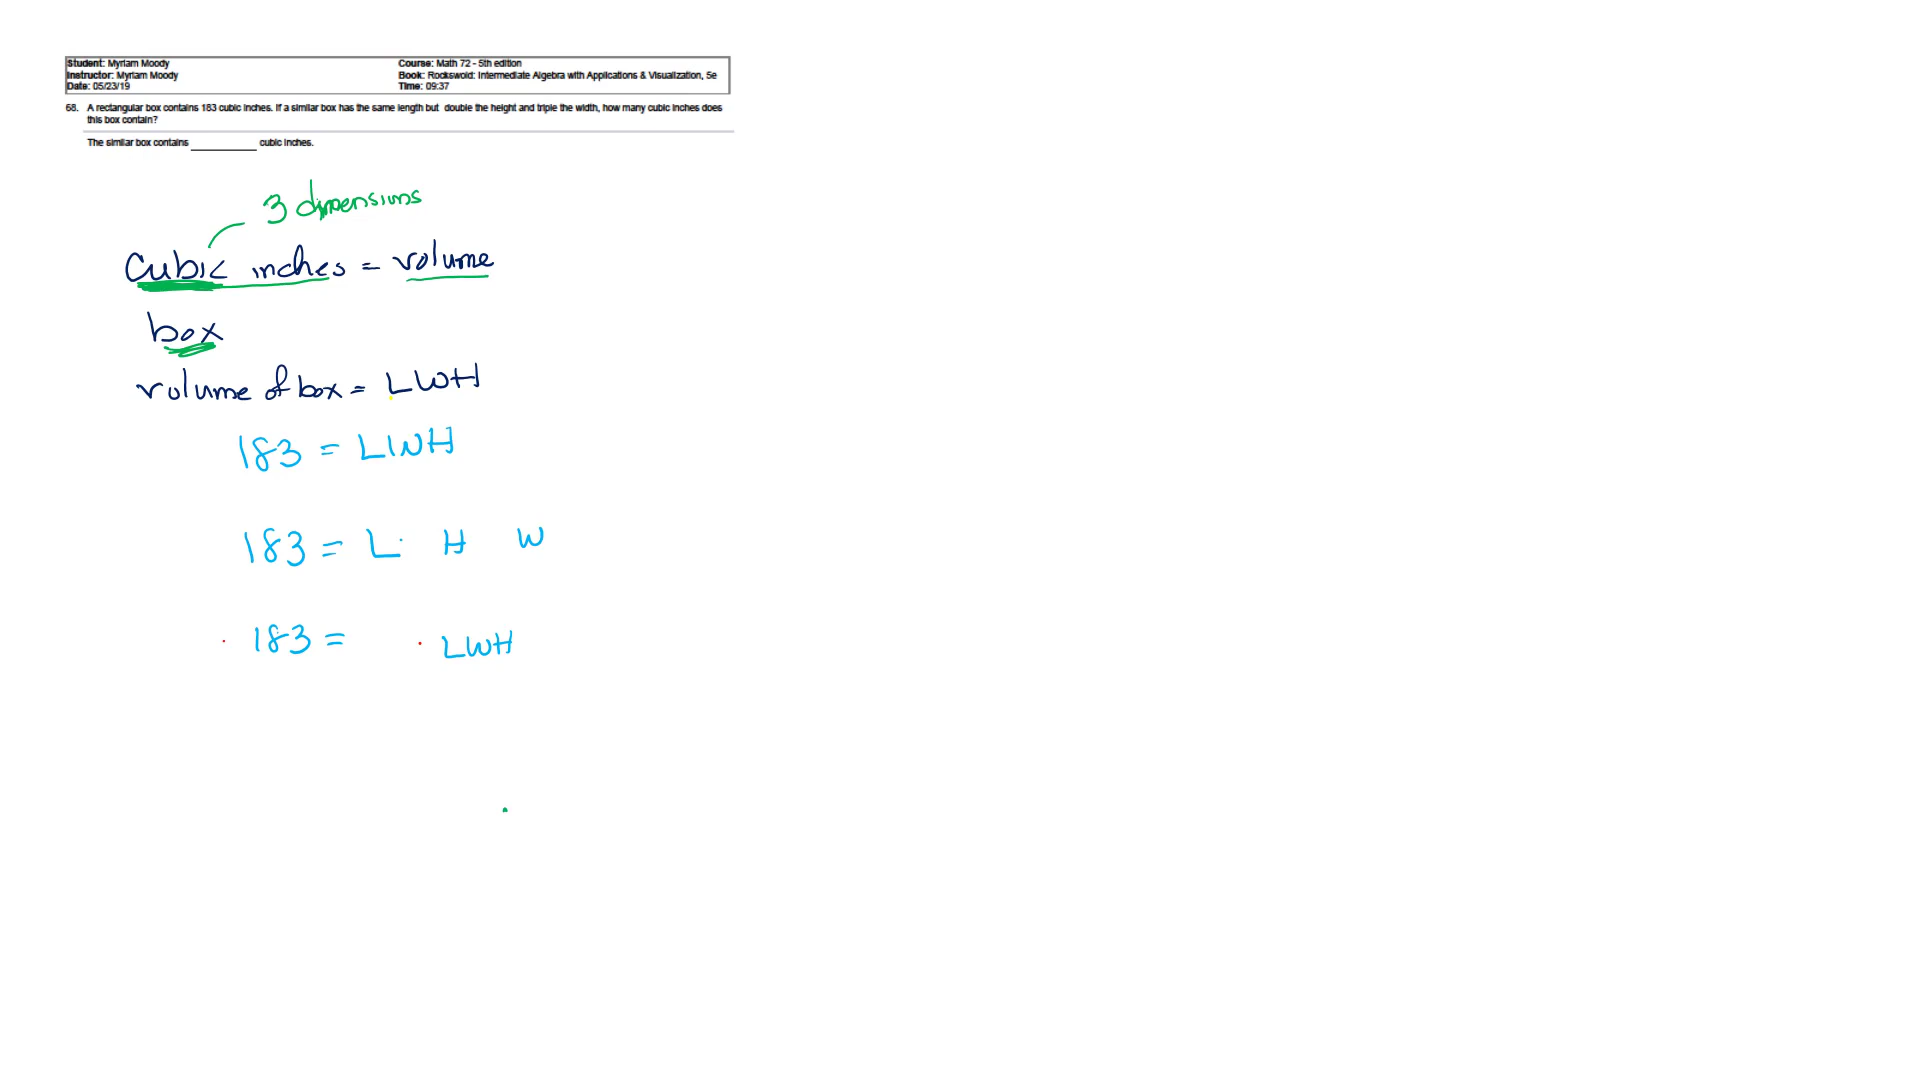 Student: Myriam Moody
Instructor: Myriam Moody
Date: 05/23/19
Course: Math 72 - 5th edition
Book: Rockswold: Intermediate Algebra with Applications & Visualization, 5e
Time: 09:37
68. A rectangular box contains 183 cubic inches. If a similar box has the same length but double the height and triple the width, how many cubic inches does
this box contain?
The similar box contains __________ cubic inches.
3 dimensions
Cubic inches = volume
box
volume of box = LWH
183 = LWH
183 = L · H W
· 183 = · LWH